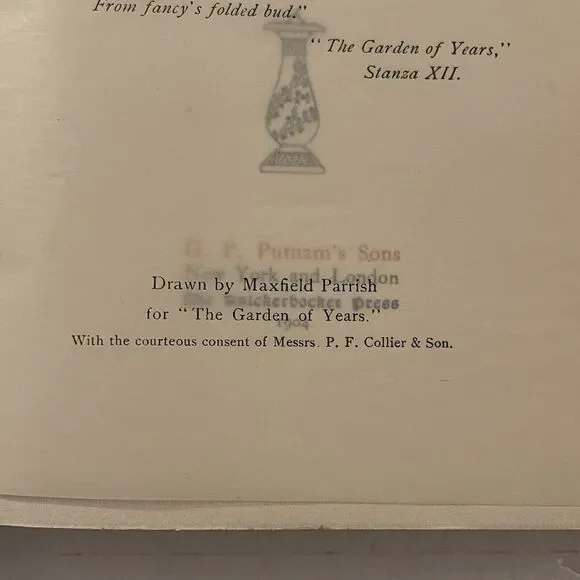 From fancy's folded bud."
"The Garden of Years,"
Stanza XII.
G. P. Putnam's Sons
New York and London
Drawn by Maxfield Parrish
The Knickerbocker Press
for "The Garden of Years."
1904
With the courteous consent of Messrs. P. F. Collier & Son.